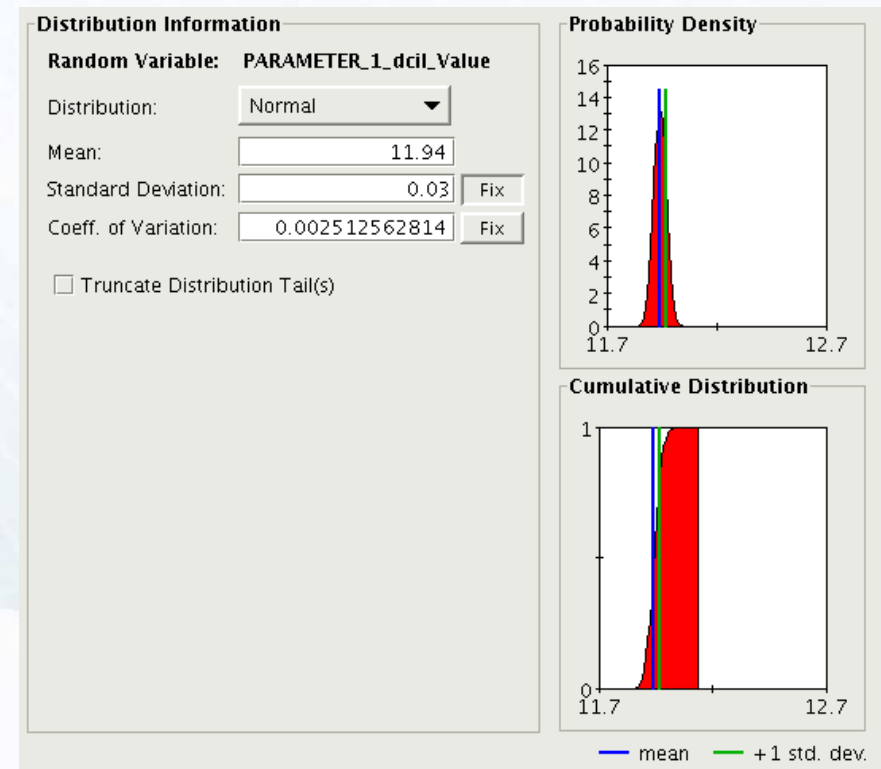 Distribution Information
Random Variable: PARAMETER_1_dcil_Value
Distribution: Normal
Mean: 11.94
Standard Deviation: 0.03 Fix
Coeff. of Variation: 0.002512562814 Fix
Truncate Distribution Tail(s)
Probability Density
16
14
12
10
8
6
4
2
0
11.7 12.7
Cumulative Distribution
1
0
11.7 12.7
mean +1 std. dev.